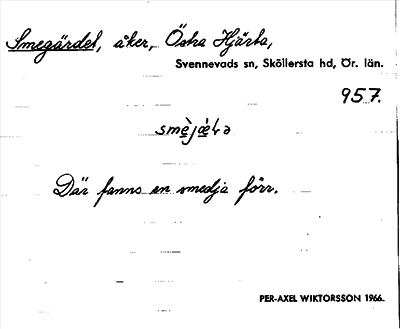 Smegärdet, åker, Östra Hjärta,
Svennevads sn, Sköllersta hd, Ör. län.
957.
Där fanns en smedja förr.
PER-AXEL WIKTORSSON 1966.